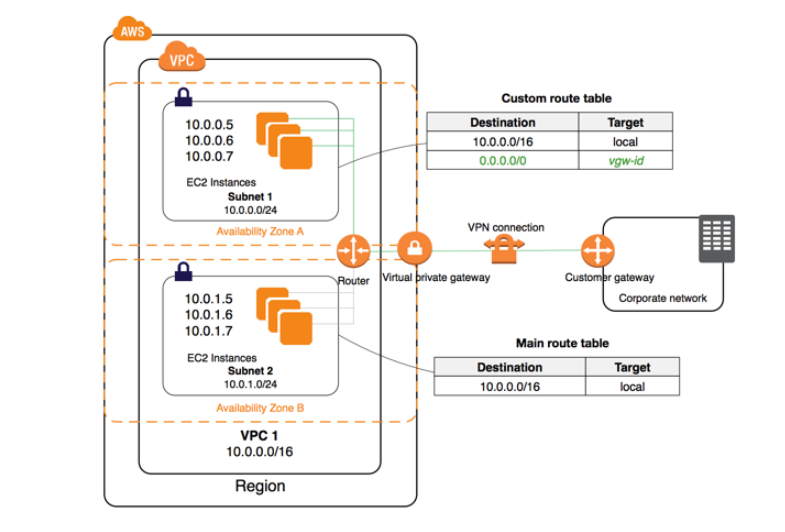 AWS
VPC
10.0.0.5
10.0.0.6
10.0.0.7
EC2 Instances
Subnet 1
10.0.0.0/24
Availability Zone A
Custom route table
Destination Target
10.0.0.0/16 local
0.0.0.0/0 vgw-id
Router
Virtual private gateway
VPN connection
Customer gateway
Corporate network
10.0.1.5
10.0.1.6
10.0.1.7
EC2 Instances
Subnet 2
10.0.1.0/24
Availability Zone B
Main route table
Destination Target
10.0.0.0/16 local
VPC 1
10.0.0.0/16
Region